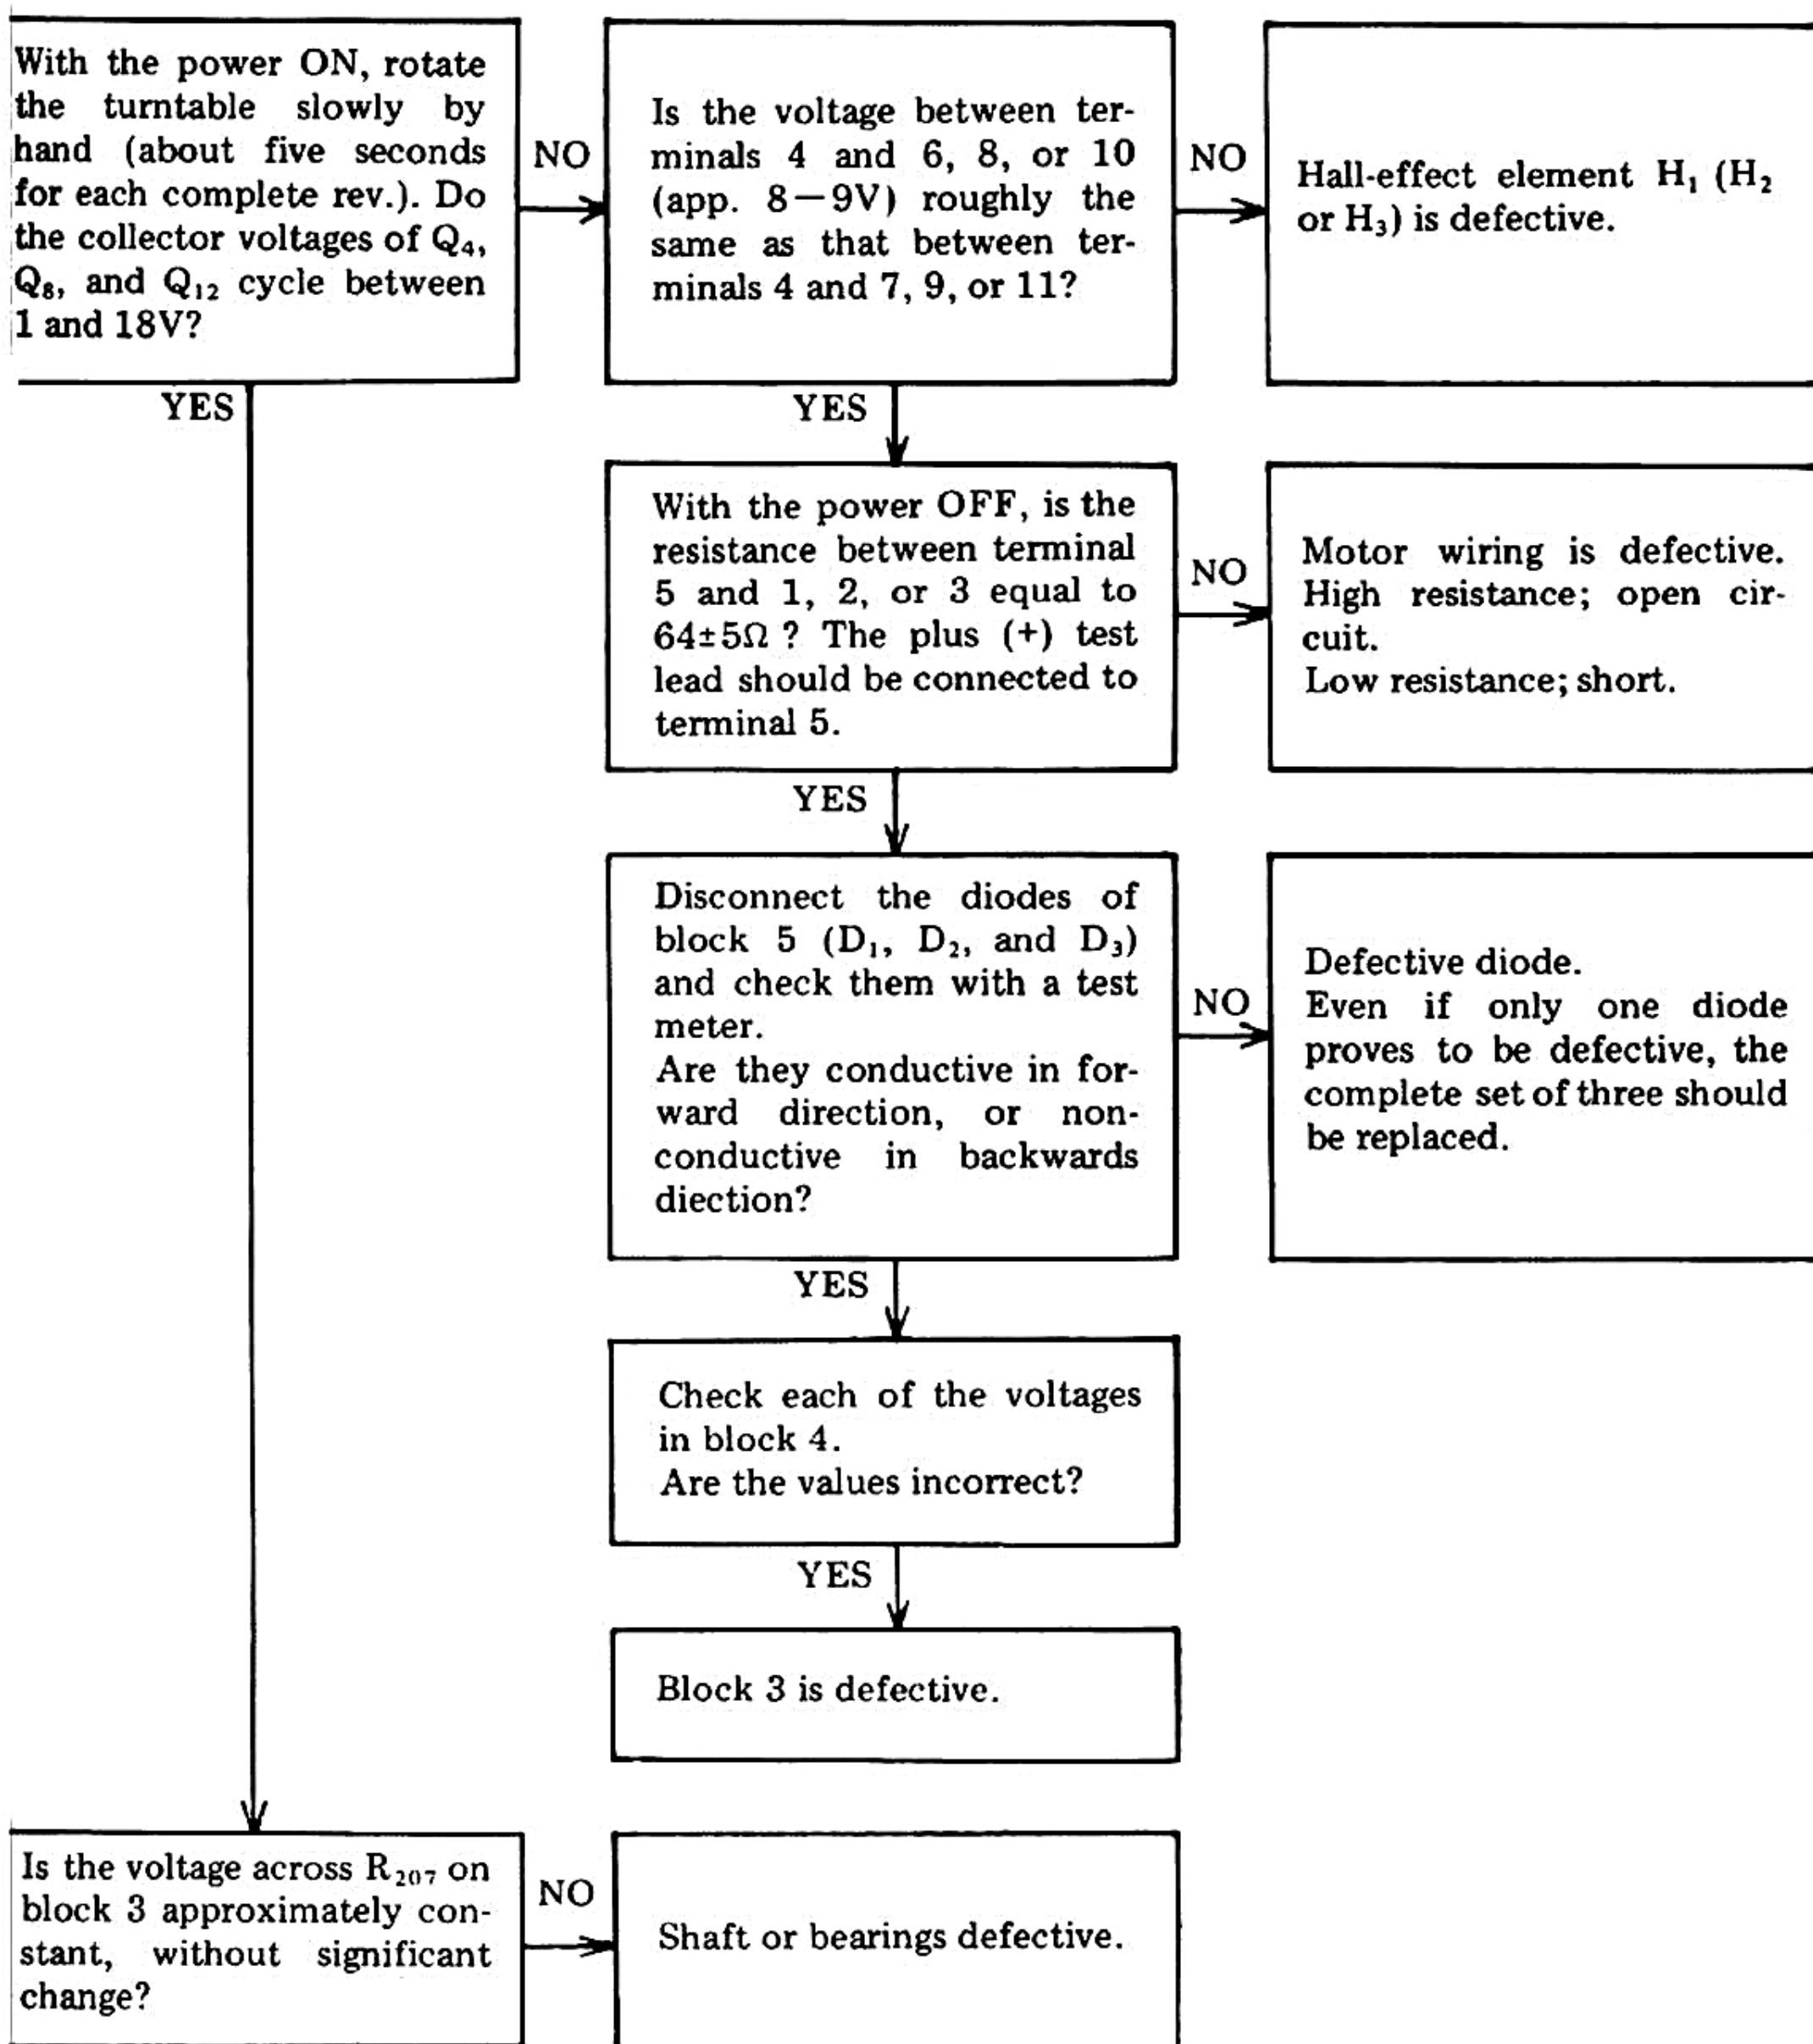 With the power ON, rotate
the turntable slowly by
hand (about five seconds
for each complete rev.). Do
the collector voltages of Q₄,
Q₈, and Q₁₂ cycle between
1 and 18V?
NO
Is the voltage between ter-
minals 4 and 6, 8, or 10
(app. 8—9V) roughly the
same as that between ter-
minals 4 and 7, 9, or 11?
NO
Hall-effect element H₁ (H₂
or H₃) is defective.
YES
YES
With the power OFF, is the
resistance between terminal
5 and 1, 2, or 3 equal to
64±5Ω ? The plus (+) test
lead should be connected to
terminal 5.
NO
Motor wiring is defective.
High resistance; open cir-
cuit.
Low resistance; short.
YES
Disconnect the diodes of
block 5 (D₁, D₂, and D₃)
and check them with a test
meter.
Are they conductive in for-
ward direction, or non-
conductive in backwards
diection?
NO
Defective diode.
Even if only one diode
proves to be defective, the
complete set of three should
be replaced.
YES
Check each of the voltages
in block 4.
Are the values incorrect?
YES
Block 3 is defective.
Is the voltage across R₂₀₇ on
block 3 approximately con-
stant, without significant
change?
NO
Shaft or bearings defective.